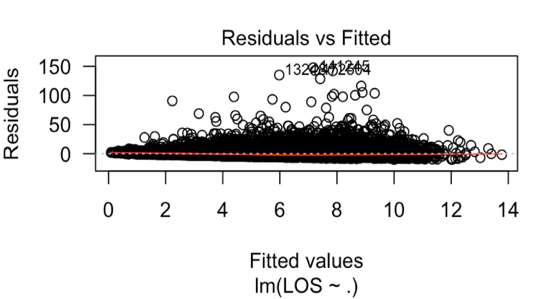 Residuals vs Fitted
Residuals
150
100
50
0
0 2 4 6 8 10 12 14
Fitted values
lm(LOS ~ .)